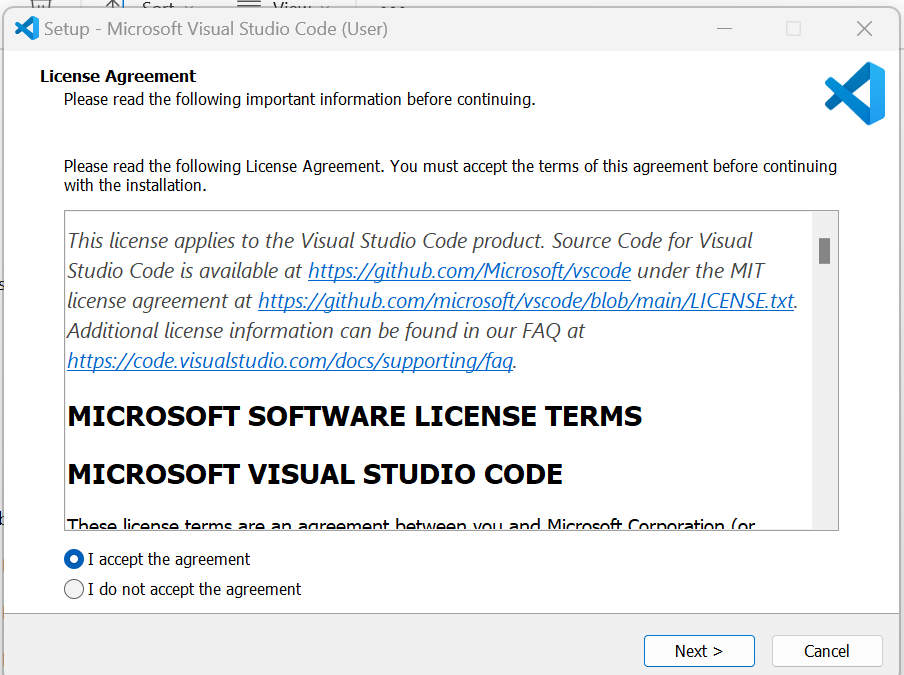 Setup - Microsoft Visual Studio Code (User)
License Agreement
Please read the following important information before continuing.
Please read the following License Agreement. You must accept the terms of this agreement before continuing
with the installation.
This license applies to the Visual Studio Code product. Source Code for Visual
Studio Code is available at https://github.com/Microsoft/vscode under the MIT
license agreement at https://github.com/microsoft/vscode/blob/main/LICENSE.txt.
Additional license information can be found in our FAQ at
https://code.visualstudio.com/docs/supporting/faq.
MICROSOFT SOFTWARE LICENSE TERMS
MICROSOFT VISUAL STUDIO CODE
These license terms are an agreement between you and Microsoft Corporation (or
I accept the agreement
I do not accept the agreement
Next >
Cancel